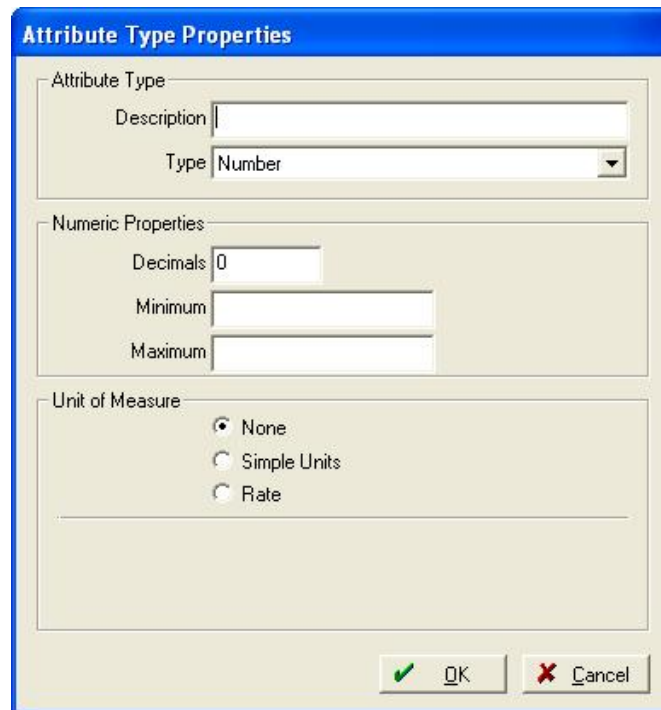 Attribute Type Properties
Attribute Type
Description
Type Number
Numeric Properties
Decimals 0
Minimum
Maximum
Unit of Measure
None
Simple Units
Rate
OK Cancel